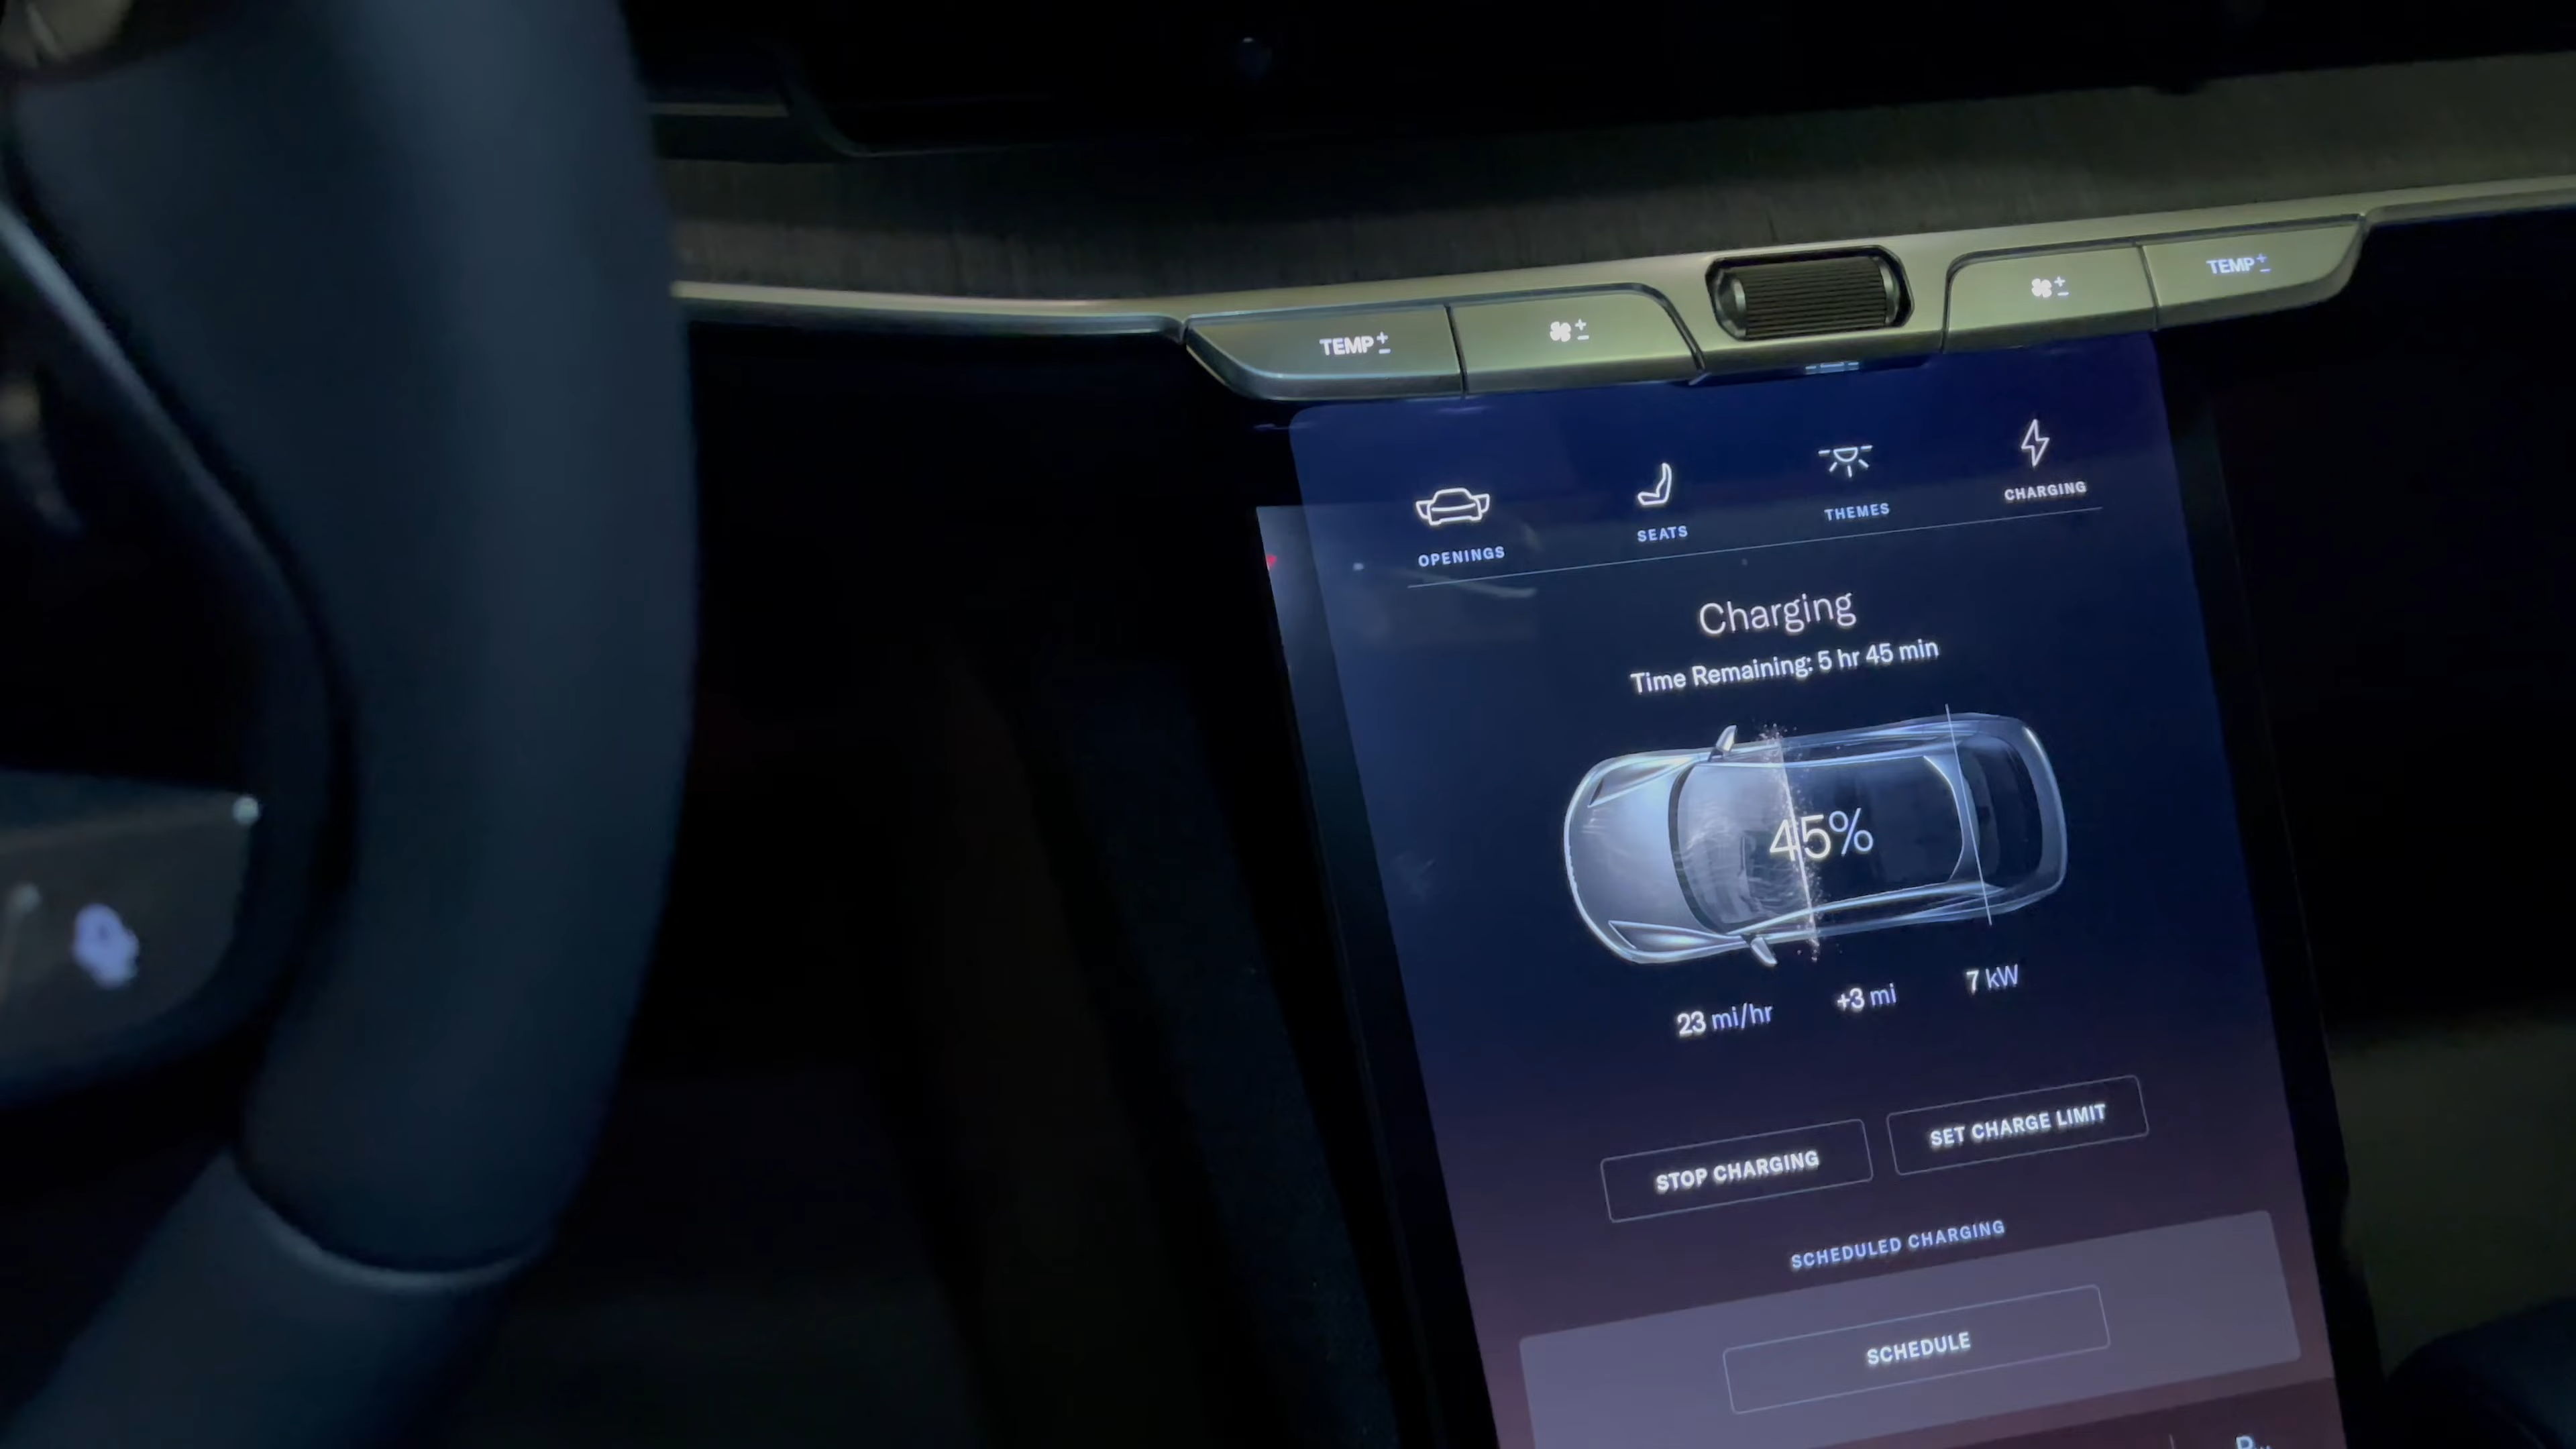 TEMP + -
+ -
+ -
TEMP + -
OPENINGS
SEATS
THEMES
CHARGING
Charging
Time Remaining: 5 hr 45 min
45%
23 mi/hr
+3 mi
7 kW
STOP CHARGING
SET CHARGE LIMIT
SCHEDULED CHARGING
SCHEDULE